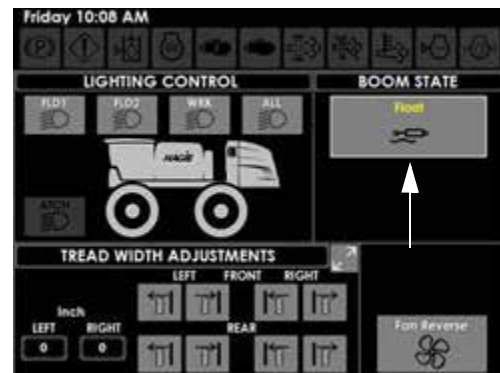 Friday 10:08 AM
LIGHTING CONTROL
BOOM STATE
FLD1 FLD2 WRK ALL
Float
HAGIE
ATCH
TREAD WIDTH ADJUSTMENTS
LEFT FRONT RIGHT
Inch
LEFT RIGHT
REAR
0 0
Fan Reverse